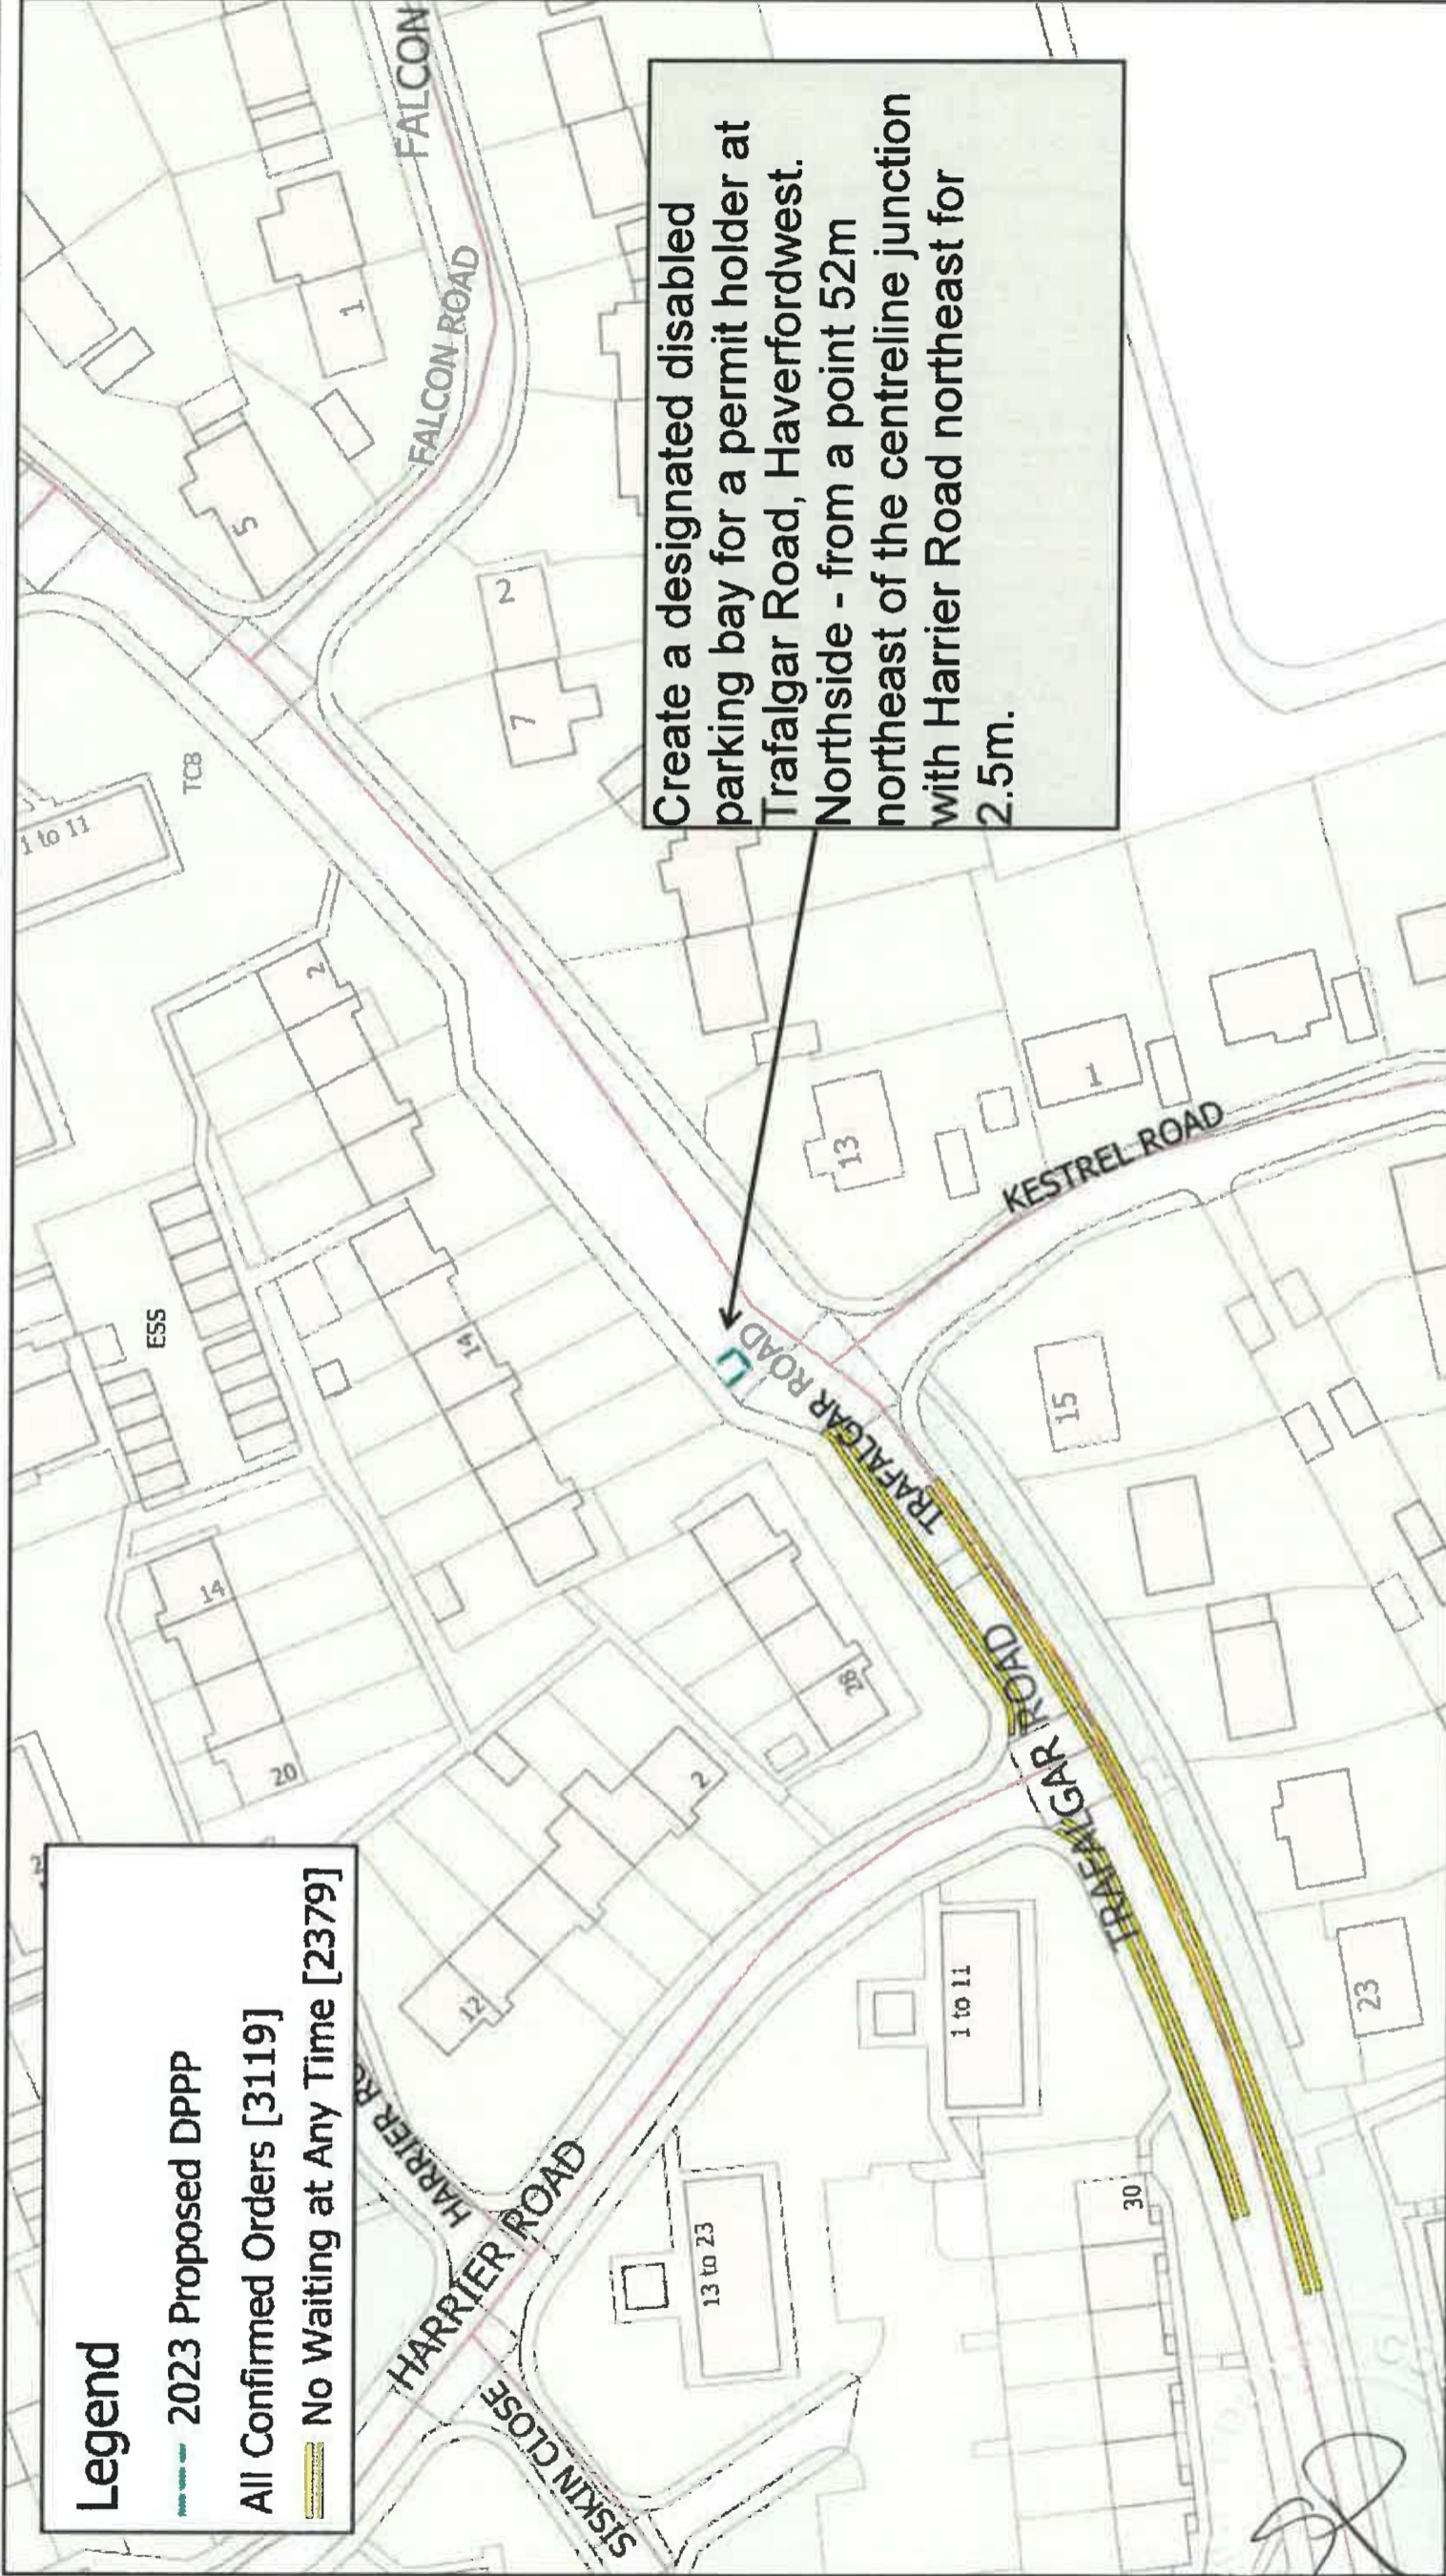 Legend
2023 Proposed DPPP
All Confirmed Orders [3119]
No Waiting at Any Time [2379]
Create a designated disabled
parking bay for a permit holder at
Trafalgar Road, Haverfordwest.
Northside - from a point 52m
northeast of the centreline junction
with Harrier Road northeast for
2.5m.
FALCON
FALCON
FALCON ROAD
1
5
2
7
TCB
1 to 11
2
ESS
14
14
20
28
2
12
13
1
KESTREL ROAD
15
TRAFALGAR ROAD
TRAFALGAR ROAD
TRAFALGAR
HARRIER RO
HARRIER ROAD
SISKIN CLOSE
13 to 23
1 to 11
30
23